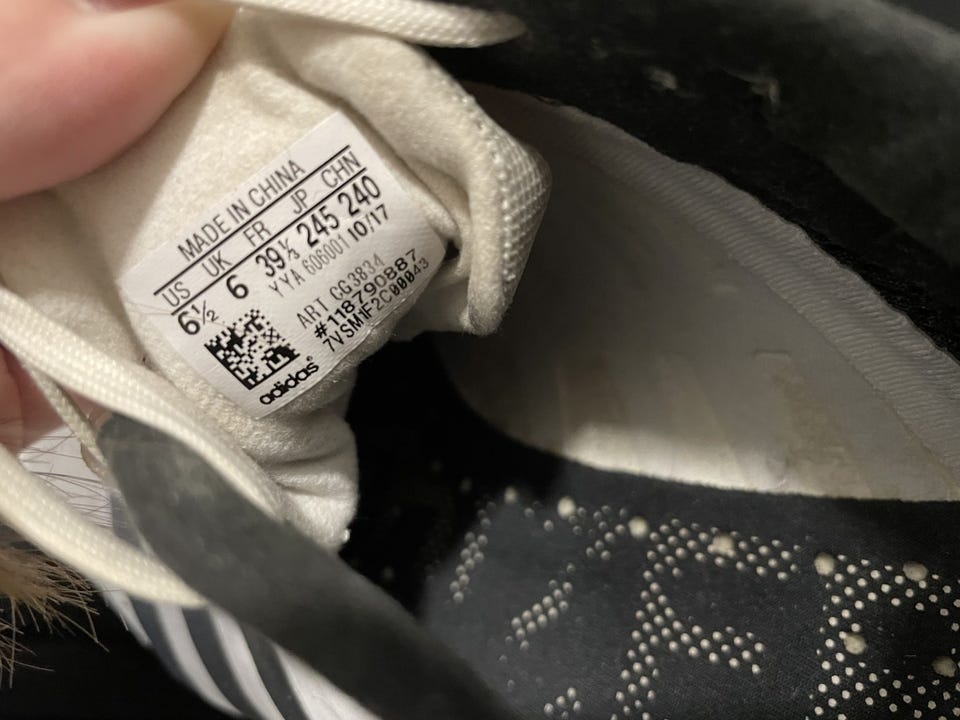 MADE IN CHINA
US UK FR JP CHN
6½ 6 39⅓ 245 240
YYA 606001 10/17
ART CG3834
#118790887
7VSM1F2C00043
adidas®